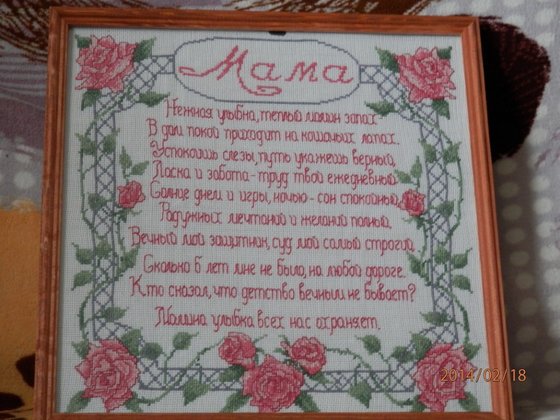 Мама
Нежная улыбка, теплый мамин запах
В дом покой приходит на кошачьих лапах.
Успокоишь слезы, путь укажешь верный,
Ласка и забота - труд твой ежедневный
Солнце днем и игры, ночью - сон спокойный,
Радужных мечтаний и желаний полный,
Вечный мой защитник, суд мой самый строгий,
Сколько б лет мне не было, на любой дороге.
Кто сказал, что детство вечным не бывает?
Мамина улыбка всех нас охраняет.
2014/02/18